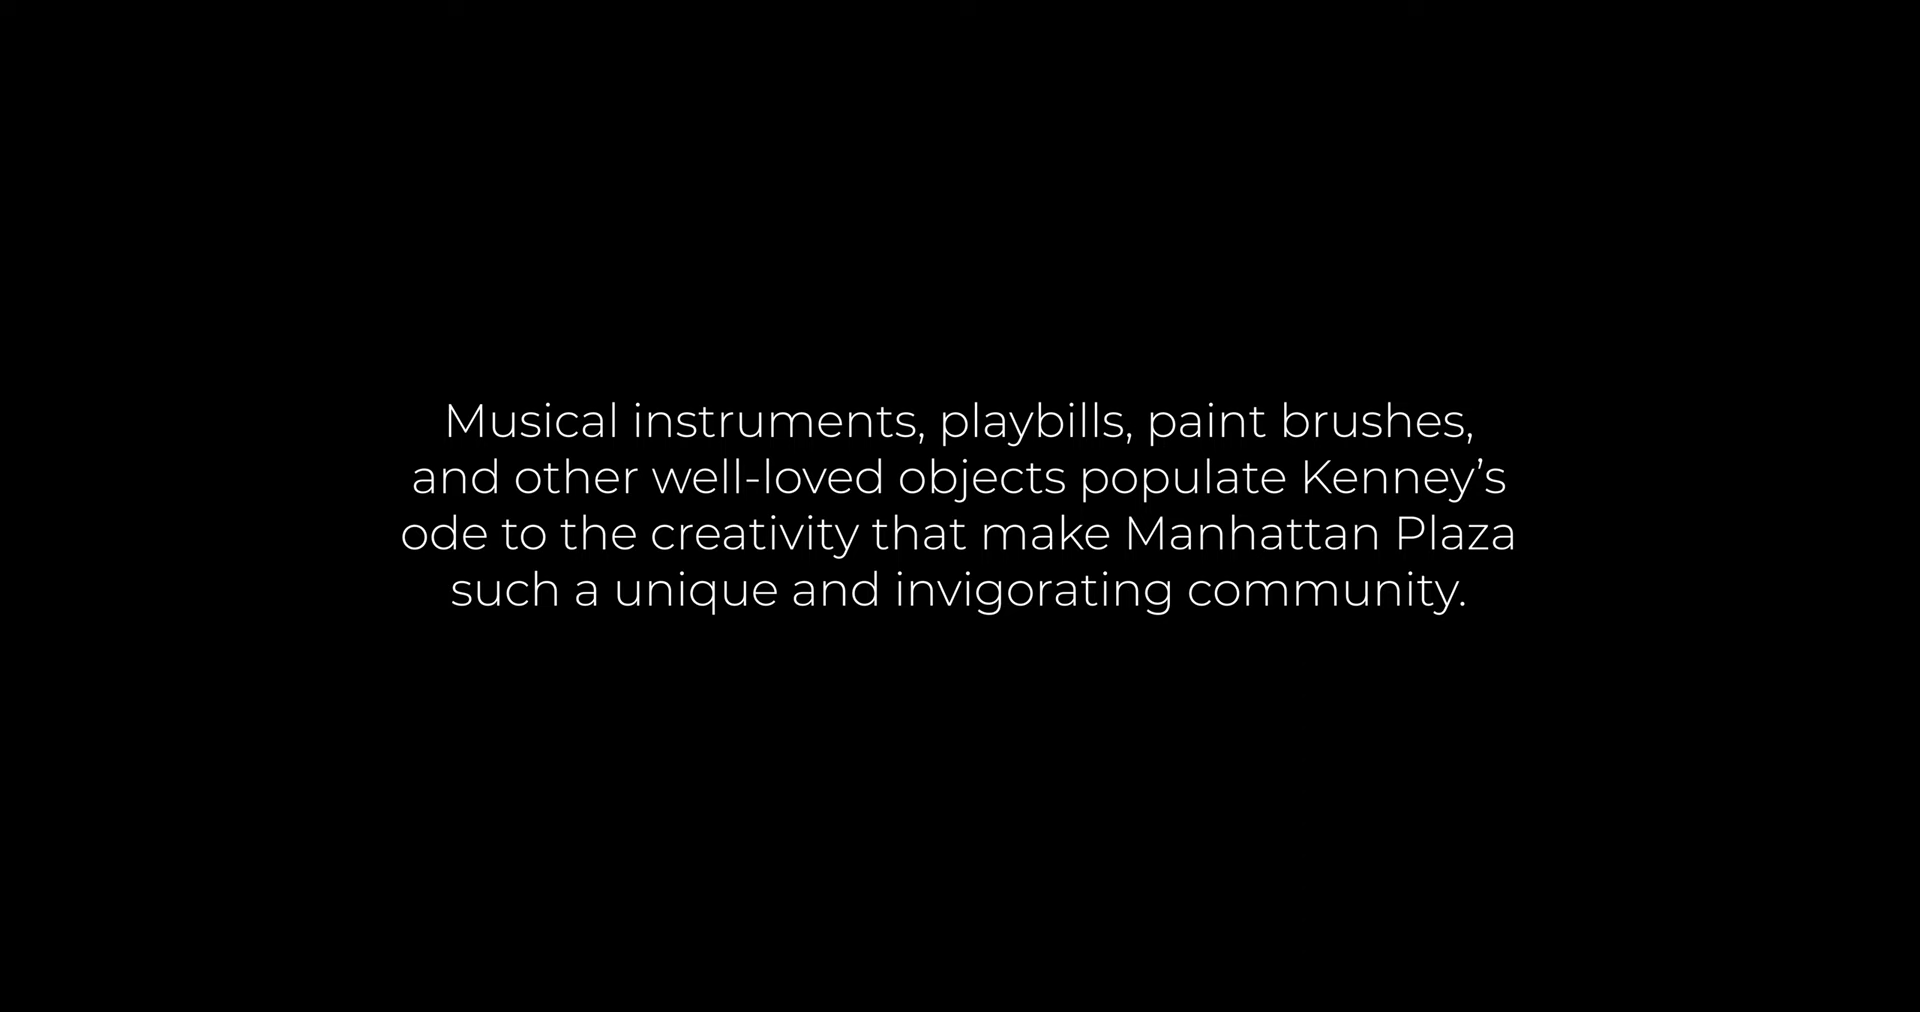 Musical instruments, playbills, paint brushes,
and other well-loved objects populate Kenney’s
ode to the creativity that make Manhattan Plaza
such a unique and invigorating community.